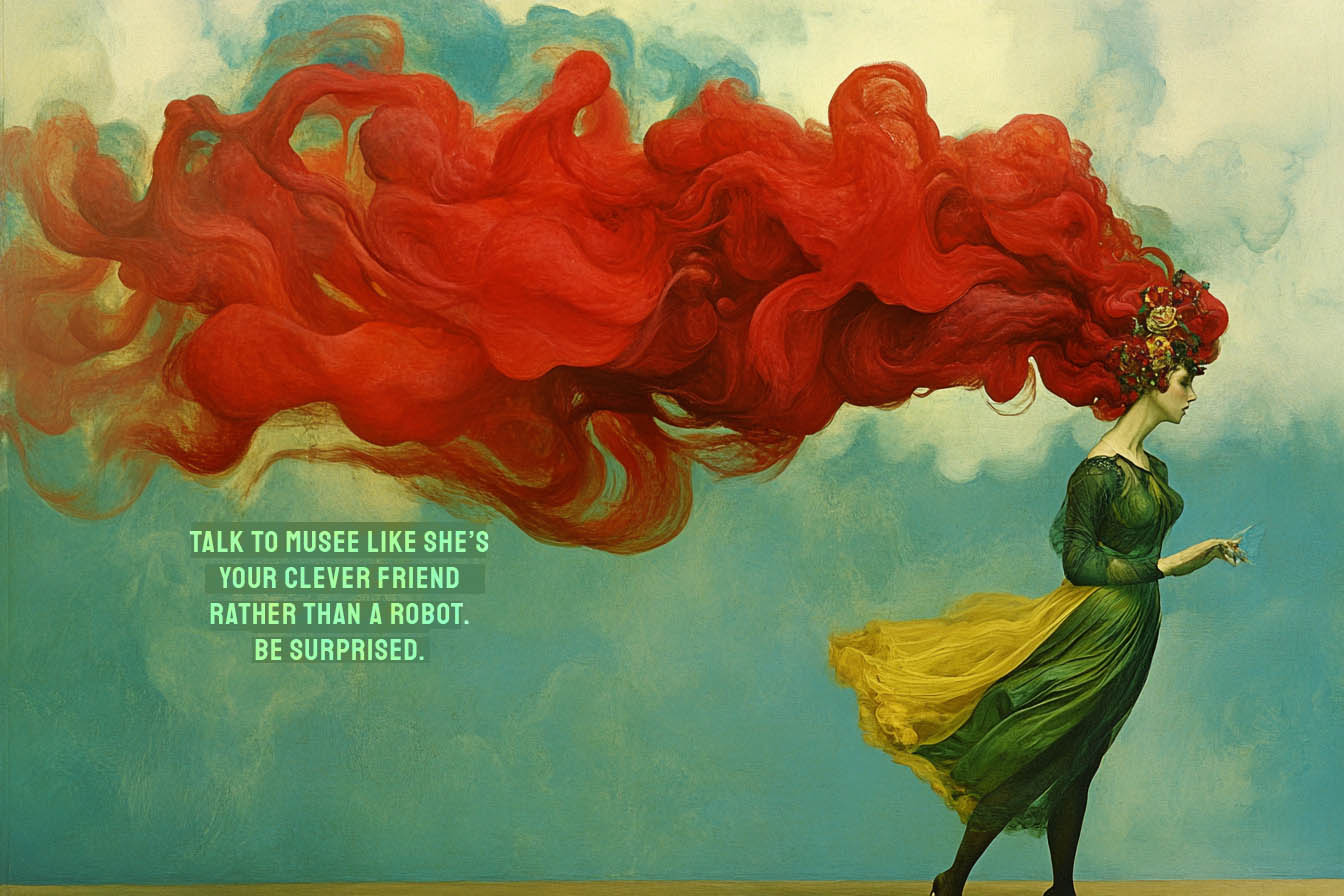 TALK TO MUSEE LIKE SHE'S
YOUR CLEVER FRIEND
RATHER THAN A ROBOT.
BE SURPRISED.